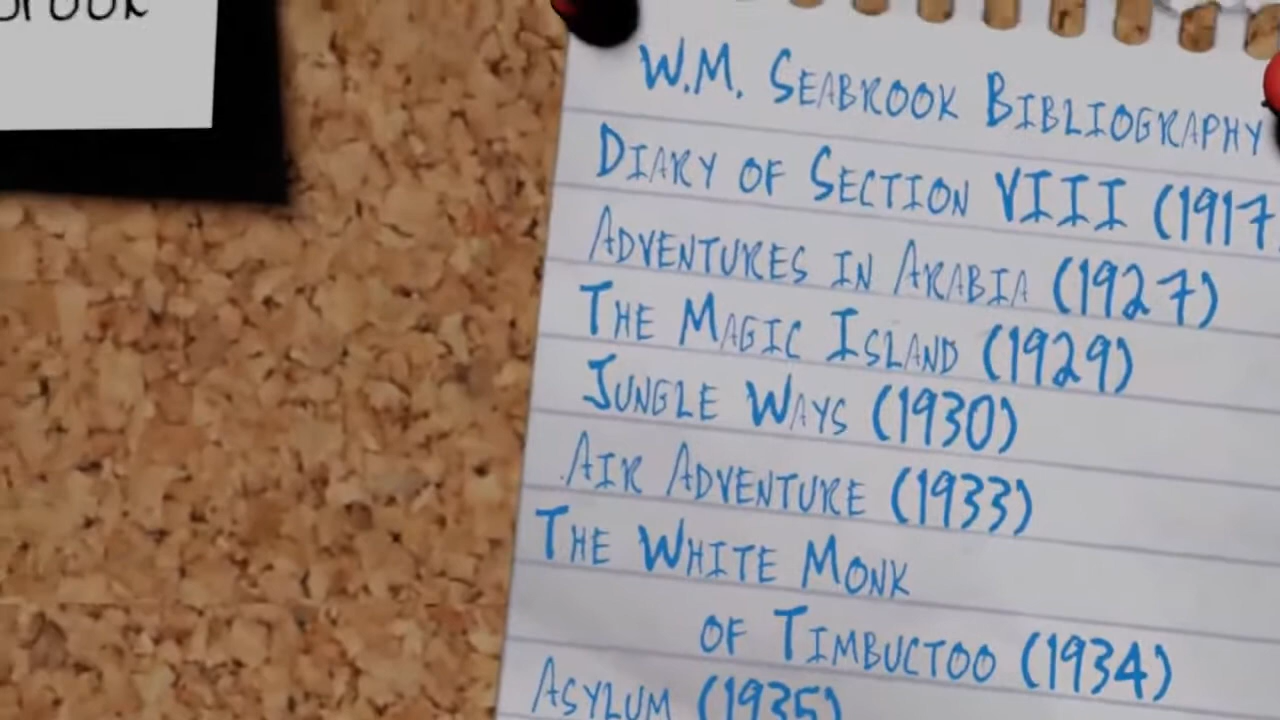 W.M. SEABROOK BIBLIOGRAPHY
DIARY OF SECTION VIII (1917
ADVENTURES IN ARABIA (1927)
THE MAGIC ISLAND (1929)
JUNGLE WAYS (1930)
AIR ADVENTURE (1933)
THE WHITE MONK
OF TIMBUCTOO (1934)
ASYLUM (1935)